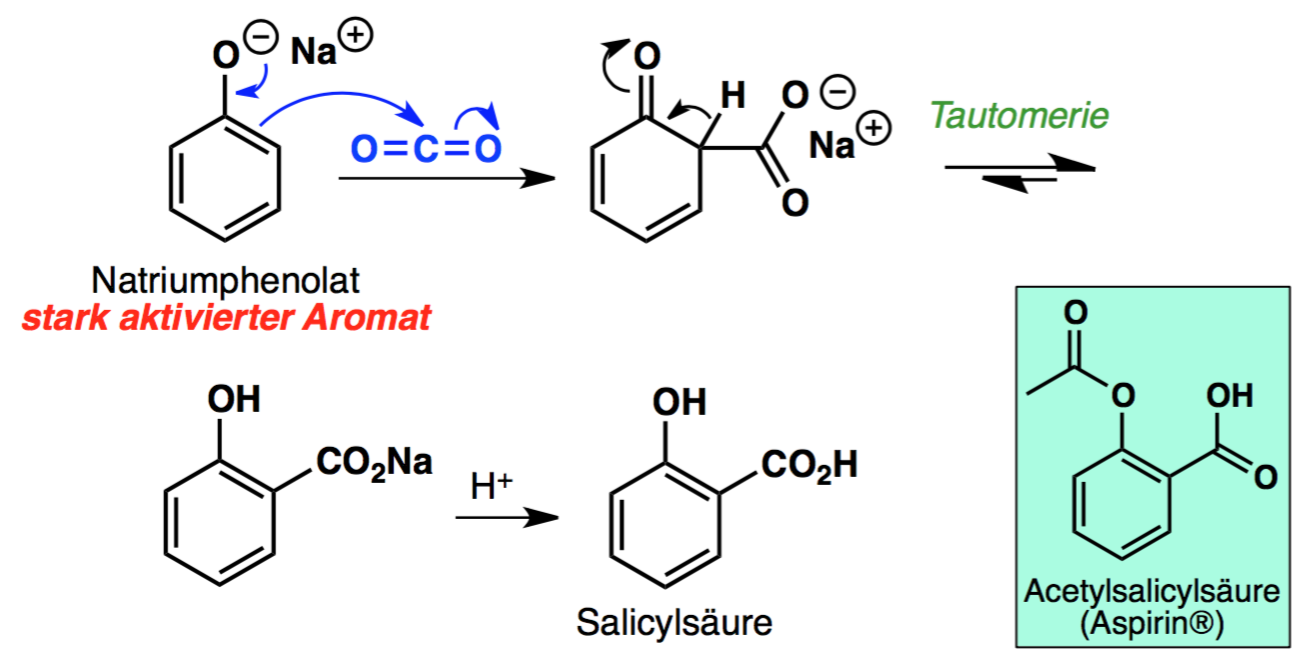 O⊖ Na⊕
O=C=O
O
H
O⊖
Na⊕
O
Tautomerie
Natriumphenolat
stark aktivierter Aromat
OH
CO₂Na
H⁺
OH
CO₂H
Salicylsäure
O
O
OH
O
Acetylsalicylsäure
(Aspirin®)